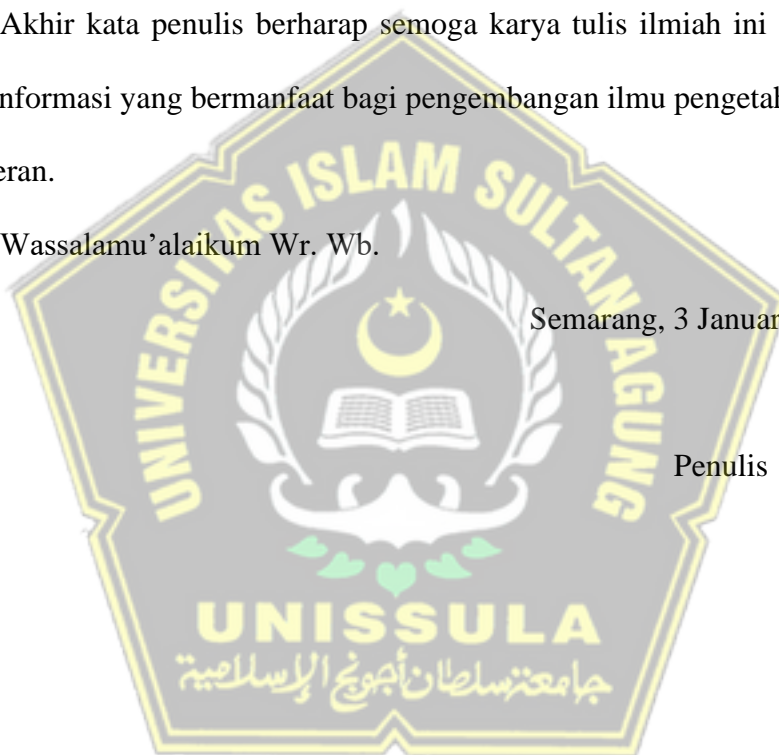 Akhir kata penulis berharap semoga karya tulis ilmiah ini
nformasi yang bermanfaat bagi pengembangan ilmu pengetah
eran.
Wassalamu’alaikum Wr. Wb.
Semarang, 3 Januar
Penulis
UNIVERSITAS ISLAM SULTAN AGUNG
UNISSULA
جامعة سلطان أجونج الإسلامية